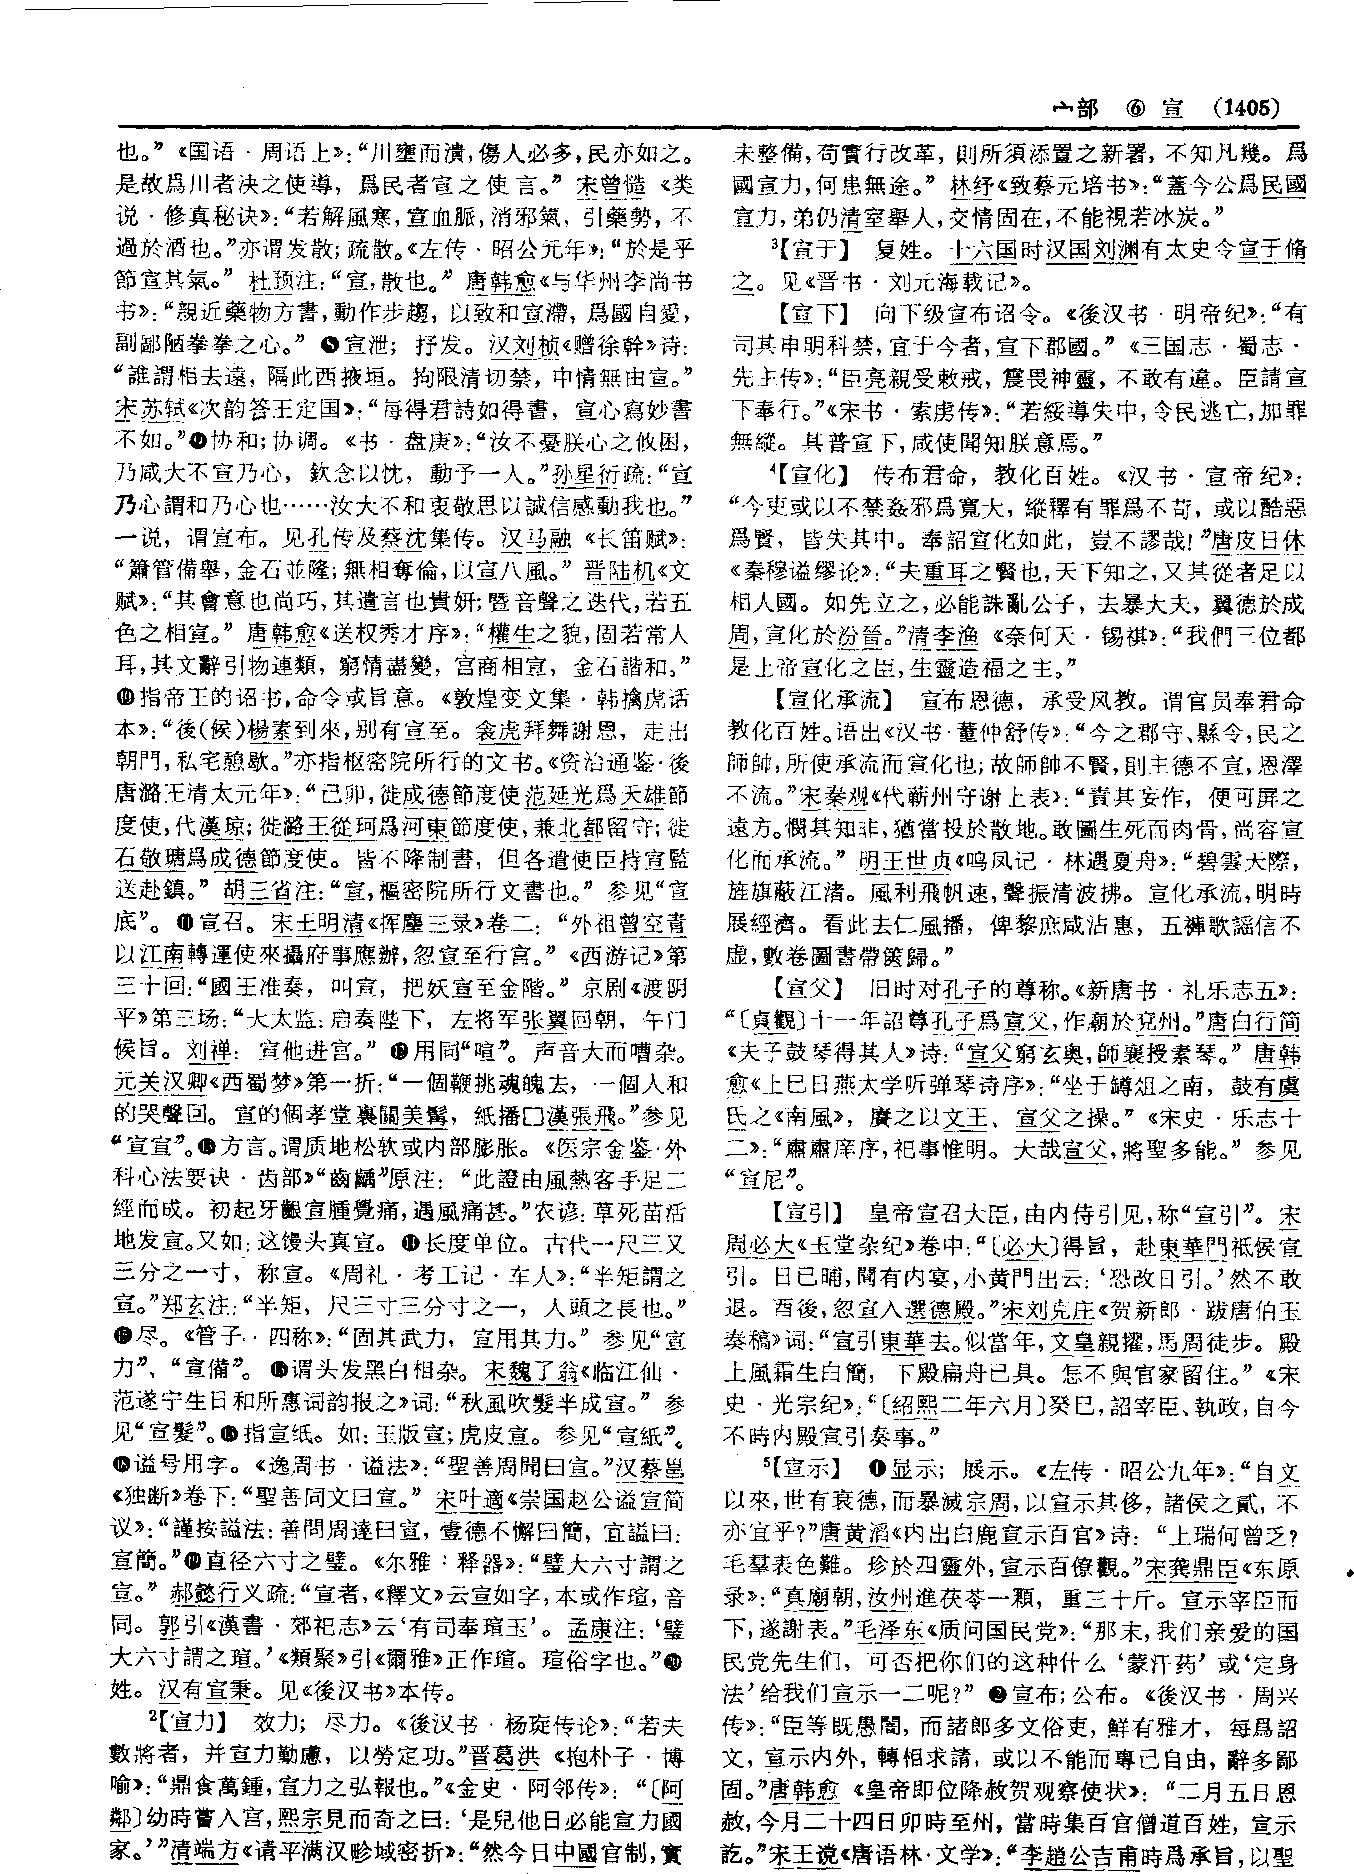 宀部 ⑥ 宣 (1405)
也。”《国语·周语上》：“川壅而潰，傷人必多，民亦如之。
是故爲川者决之使導，爲民者宣之使言。” 宋曾慥《类
说·修真秘诀》：“若解風寒，宣血脈，消邪氣，引藥勢，不
過於酒也。”亦谓发散；疏散。《左传·昭公元年》：“於是乎
節宣其氣。” 杜预注：“宣，散也。” 唐韩愈《与华州李尚书
书》：“親近藥物方書，動作步趨，以致和宣滯，爲國自愛，
副鄙陋拳拳之心。” ❽宣泄；抒发。汉刘桢《赠徐幹》诗：
“誰謂相去遠，隔此西掖垣。拘限清切禁，中情無由宣。”
宋苏轼《次韵答王定国》：“每得君詩如得書，宣心寫妙書
不如。”❾协和；协调。《书·盘庚》：“汝不憂朕心之攸困，
乃咸大不宣乃心，欽念以忱，動予一人。”孙星衍疏：“宣
乃心謂和乃心也……汝大不和衷敬思以誠信感動我也。”
一说，谓宣布。见孔传及蔡沈集传。汉马融《长笛赋》：
“簫管備舉，金石並隆；無相奪倫，以宣八風。” 晋陆机《文
赋》：“其會意也尚巧，其遺言也貴妍；暨音聲之迭代，若五
色之相宣。” 唐韩愈《送权秀才序》：“權生之貌，固若常人
耳，其文辭引物連類，窮情盡變，宫商相宣，金石諧和。”
❿指帝王的诏书，命令或旨意。《敦煌变文集·韩擒虎话
本》：“後(候)楊素到來，别有宣至。衾虎拜舞謝恩，走出
朝門，私宅憩歇。”亦指枢密院所行的文书。《资治通鉴·後
唐潞王清太元年》：“己卯，徙成德節度使范延光爲天雄節
度使，代漢瓊；徙潞王從珂爲河東節度使，兼北都留守；徙
石敬瑭爲成德節度使。皆不降制書，但各遣使臣持宣監
送赴鎮。” 胡三省注：“宣，樞密院所行文書也。” 参见“宣
底”。⓫宣召。宋王明清《挥麈三录》卷二：“外祖曾空青
以江南轉運使來攝府事應辦，忽宣至行宫。” 《西游记》第
三十回：“國王准奏，叫宣，把妖宣至金階。” 京剧《渡阴
平》第三场：“大太监：启奏陛下，左将军张翼回朝，午门
候旨。刘禅：宣他进宫。” ⓬用同“喧”。声音大而嘈杂。
元关汉卿《西蜀梦》第一折：“一個鞭挑魂魄去，一個人和
的哭聲回。宣的個孝堂裏關美髯，紙播囗漢張飛。”参见
“宣宣”。⓭方言。谓质地松软或内部膨胀。《医宗金鉴·外
科心法要诀·齿部》“齒齲”原注：“此證由風熱客手足二
經而成。初起牙齦宣腫覺痛，遇風痛甚。”农谚：草死苗活
地发宣。又如：这馒头真宣。⓮长度单位。古代一尺三又
三分之一寸，称宣。《周礼·考工记·车人》：“半矩謂之
宣。”郑玄注：“半矩，尺三寸三分寸之一，人頭之長也。”
⓯尽。《管子·四称》：“固其武力，宣用其力。” 参见“宣
力”、“宣備”。⓰谓头发黑白相杂。宋魏了翁《临江仙·
范遂宁生日和所惠词韵报之》词：“秋風吹髮半成宣。” 参
见“宣髮”。⓱指宣纸。如：玉版宣；虎皮宣。参见“宣紙”。
⓲谥号用字。《逸周书·谥法》：“聖善周聞曰宣。”汉蔡邕
《独断》卷下：“聖善同文曰宣。” 宋叶適《崇国赵公谥宣简
议》：“謹按謚法：善問周達曰宣，壹德不懈曰簡，宜謚曰：
宣簡。”⓳直径六寸之璧。《尔雅·释器》：“璧大六寸謂之
宣。” 郝懿行义疏：“宣者，《釋文》云宣如字，本或作瑄，音
同。郭引《漢書·郊祀志》云‘有司奉瑄玉’。孟康注：‘璧
大六寸謂之瑄。’《類聚》引《爾雅》正作瑄。瑄俗字也。”⓴
姓。汉有宣秉。见《後汉书》本传。
²【宣力】 效力；尽力。《後汉书·杨琁传论》：“若夫
數將者，并宣力勤慮，以勞定功。”晋葛洪《抱朴子·博
喻》：“鼎食萬鍾，宣力之弘報也。”《金史·阿邻传》：“〔阿
鄰〕幼時嘗入宫，熙宗見而奇之曰：‘是兒他日必能宣力國
家。’”清端方《请平满汉畛域密折》：“然今日中國官制，實
未整備，苟實行改革，則所須添置之新署，不知凡幾。爲
國宣力，何患無途。” 林纾《致蔡元培书》：“蓋今公爲民國
宣力，弟仍清室舉人，交情固在，不能視若冰炭。”
³【宣于】 复姓。十六国时汉国刘渊有太史令宣于脩
之。见《晋书·刘元海载记》。
【宣下】 向下级宣布诏令。《後汉书·明帝纪》：“有
司其申明科禁，宜于今者，宣下郡國。” 《三国志·蜀志·
先主传》：“臣亮親受敕戒，震畏神靈，不敢有違。臣請宣
下奉行。”《宋书·索虏传》：“若綏導失中，令民逃亡，加罪
無縱。其普宣下，咸使聞知朕意焉。”
⁴【宣化】 传布君命，教化百姓。《汉书·宣帝纪》：
“今吏或以不禁姦邪爲寬大，縱釋有罪爲不苛，或以酷惡
爲賢，皆失其中。奉詔宣化如此，豈不謬哉！”唐皮日休
《秦穆谥缪论》：“夫重耳之賢也，天下知之，又其從者足以
相人國。如先立之，必能誅亂公子，去暴大夫，翼德於成
周，宣化於汾晉。”清李渔《奈何天·锡祺》：“我們三位都
是上帝宣化之臣，生靈造福之主。”
【宣化承流】 宣布恩德，承受风教。谓官员奉君命
教化百姓。语出《汉书·董仲舒传》：“今之郡守、縣令，民之
師帥，所使承流而宣化也；故師帥不賢，則主德不宣，恩澤
不流。”宋秦观《代蕲州守谢上表》：“責其妄作，便可屏之
遠方。憫其知非，猶當投於散地。敢圖生死而肉骨，尚容宣
化而承流。” 明王世贞《鸣凤记·林遇夏舟》：“碧雲大際，
旌旗蔽江渚。風利飛帆速，聲振清波拂。宣化承流，明時
展經濟。看此去仁風播，俾黎庶咸沾惠，五褲歌謡信不
虚，數卷圖書帶篋歸。”
【宣父】 旧时对孔子的尊称。《新唐书·礼乐志五》：
“〔貞觀〕十一年詔尊孔子爲宣父，作廟於兖州。”唐白行简
《夫子鼓琴得其人》诗：“宣父窮玄奥，師襄授素琴。” 唐韩
愈《上巳日燕太学听弹琴诗序》：“坐于罇俎之南，鼓有虞
氏之《南風》，賡之以文王、宣父之操。” 《宋史·乐志十
二》：“肅肅庠序，祀事惟明。大哉宣父，將聖多能。” 参见
“宣尼”。
【宣引】 皇帝宣召大臣，由内侍引见，称“宣引”。宋
周必大《玉堂杂纪》卷中：“〔必大〕得旨，赴東華門祗候宣
引。日已晡，聞有内宴，小黄門出云：‘恐改日引。’然不敢
退。酉後，忽宣入選德殿。”宋刘克庄《贺新郎·跋唐伯玉
奏稿》词：“宣引東華去。似當年，文皇親擢，馬周徒步。殿
上風霜生白簡，下殿扁舟已具。怎不與官家留住。” 《宋
史·光宗纪》：“〔紹熙二年六月〕癸巳，詔宰臣、執政，自今
不時内殿宣引奏事。”
⁵【宣示】 ❶显示；展示。《左传·昭公九年》：“自文
以來，世有衰德，而暴滅宗周，以宣示其侈，諸侯之貳，不
亦宜乎？”唐黄滔《内出白鹿宣示百官》诗：“上瑞何曾乏？
毛羣表色難。珍於四靈外，宣示百僚觀。”宋龚鼎臣《东原
录》：“真廟朝，汝州進茯苓一顆，重三十斤。宣示宰臣而
下，遂謝表。”毛泽东《质问国民党》：“那末，我们亲爱的国
民党先生们，可否把你们的这种什么‘蒙汗药’或‘定身
法’给我们宣示一二呢？” ❷宣布；公布。《後汉书·周兴
传》：“臣等既愚闇，而諸郎多文俗吏，鮮有雅才，每爲詔
文，宣示内外，轉相求請，或以不能而專己自由，辭多鄙
固。”唐韩愈《皇帝即位降赦贺观察使状》：“二月五日恩
赦，今月二十四日卯時至州，當時集百官僧道百姓，宣示
訖。”宋王谠《唐语林·文学》：“李趙公吉甫時爲承旨，以聖